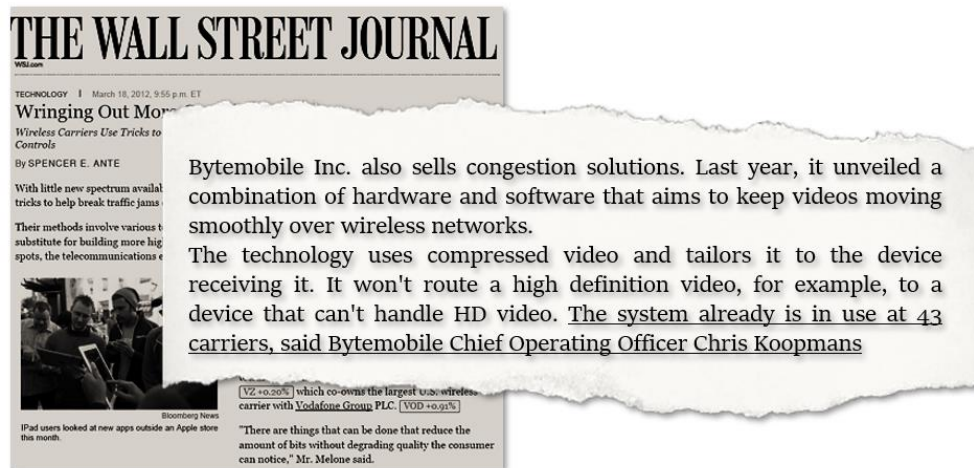 THE WALL STREET JOURNAL
WSJ.com
TECHNOLOGY | March 18, 2012, 9:55 p.m. ET
Wringing Out More
Wireless Carriers Use Tricks to
Controls
By SPENCER E. ANTE
With little new spectrum availab
tricks to help break traffic jams
Their methods involve various t
substitute for building more hig
spots, the telecommunications e
Bytemobile Inc. also sells congestion solutions. Last year, it unveiled a
combination of hardware and software that aims to keep videos moving
smoothly over wireless networks.
The technology uses compressed video and tailors it to the device
receiving it. It won't route a high definition video, for example, to a
device that can't handle HD video. The system already is in use at 43
carriers, said Bytemobile Chief Operating Officer Chris Koopmans
Bloomberg News
IPad users looked at new apps outside an Apple store
this month.
VZ +0.20% which co-owns the largest U.S. wireless
carrier with Vodafone Group PLC. VOD +0.91%
"There are things that can be done that reduce the
amount of bits without degrading quality the consumer
can notice," Mr. Melone said.